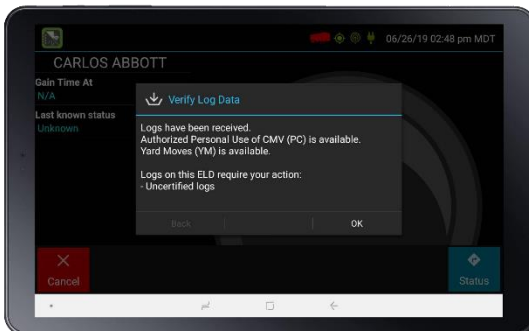 06/26/19 02:48 pm MDT
CARLOS ABBOTT
Gain Time At
N/A
Last known status
Unknown
Verify Log Data
Logs have been received.
Authorized Personal Use of CMV (PC) is available.
Yard Moves (YM) is available.
Logs on this ELD require your action:
- Uncertified logs
Back
OK
Cancel
Status